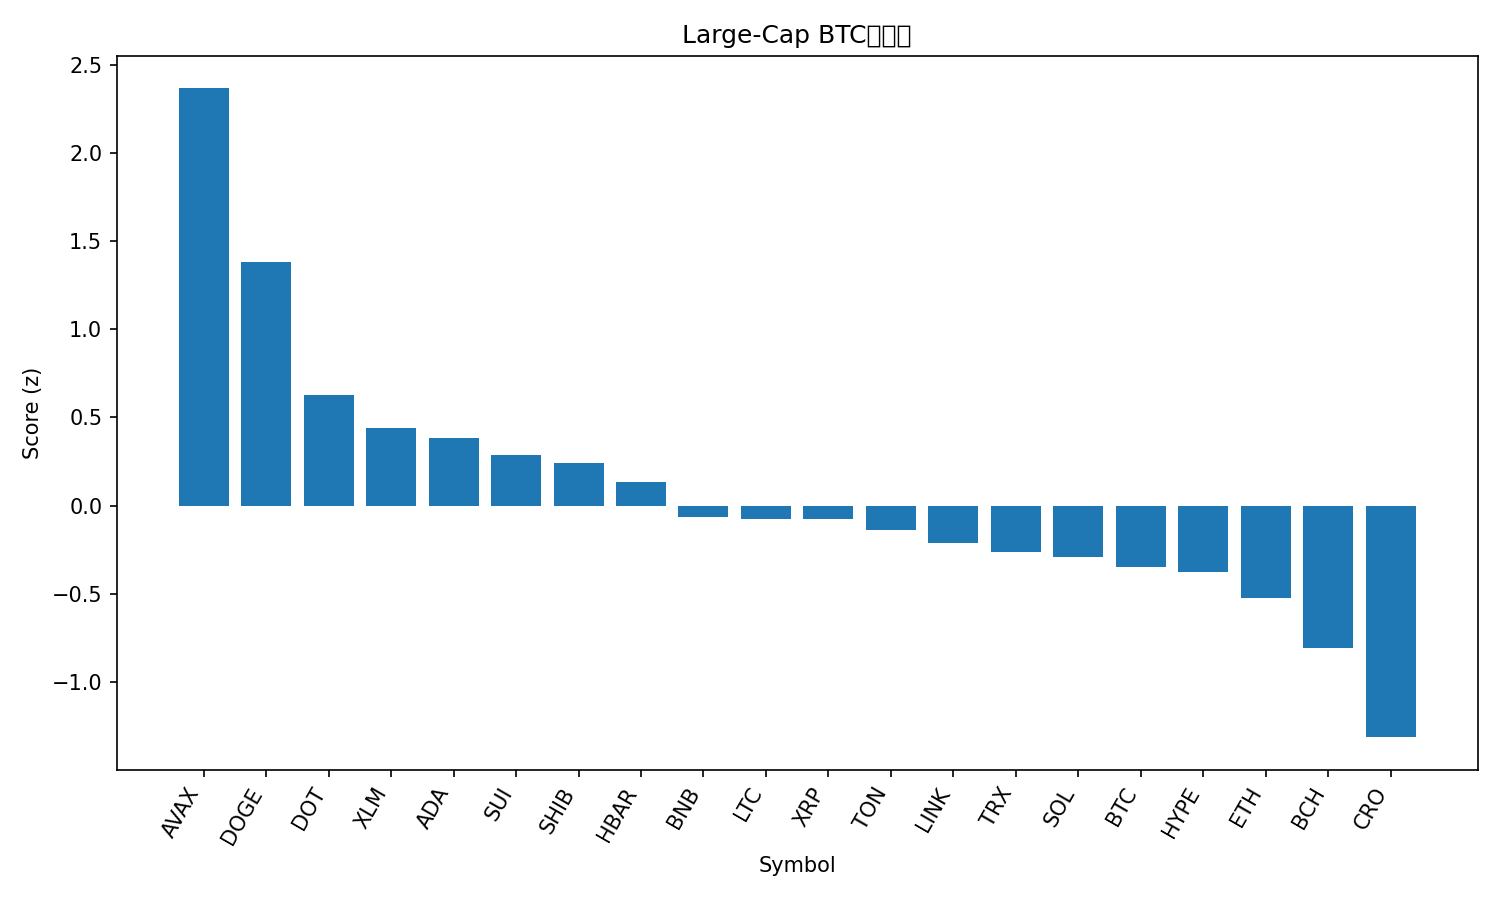 Large-Cap BTC
2.5
2.0
1.5
1.0
0.5
0.0
−0.5
−1.0
Score (z)
AVAX
DOGE
DOT
XLM
ADA
SUI
SHIB
HBAR
BNB
LTC
XRP
TON
LINK
TRX
SOL
BTC
HYPE
ETH
BCH
CRO
Symbol